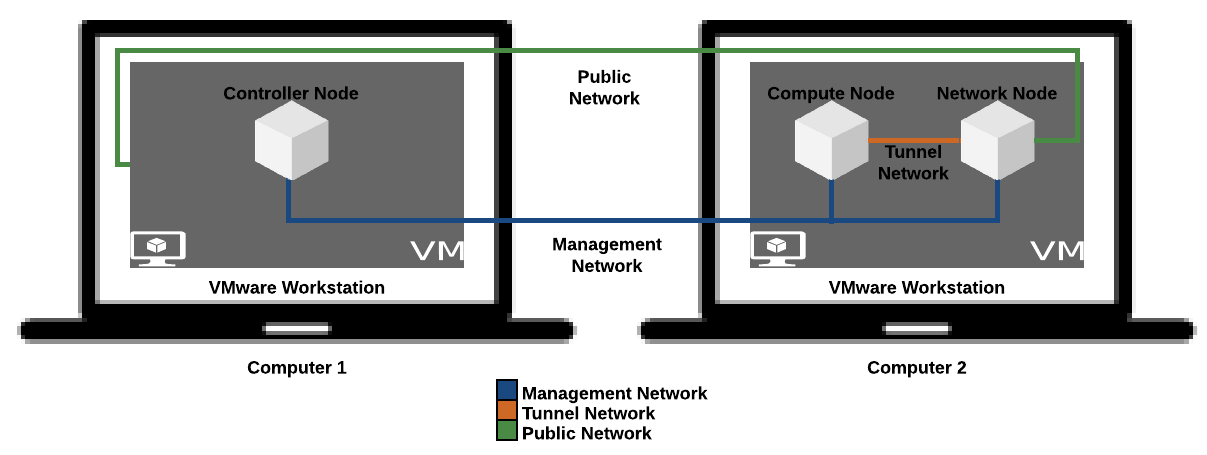 Public
Network
Controller Node
Compute Node
Network Node
Tunnel
Network
Management
Network
VM
VM
VMware Workstation
VMware Workstation
Computer 1
Computer 2
Management Network
Tunnel Network
Public Network